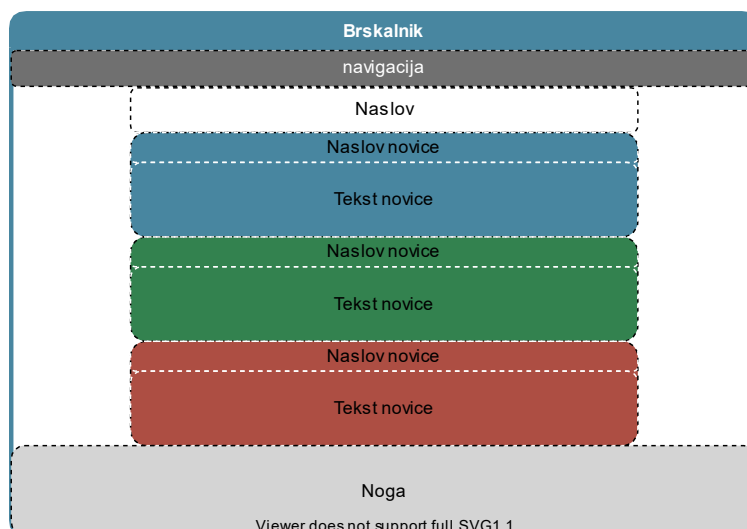 Brskalnik
navigacija
Naslov
Naslov novice
Tekst novice
Naslov novice
Tekst novice
Naslov novice
Tekst novice
Noga
Viewer does not support full SVG 1.1